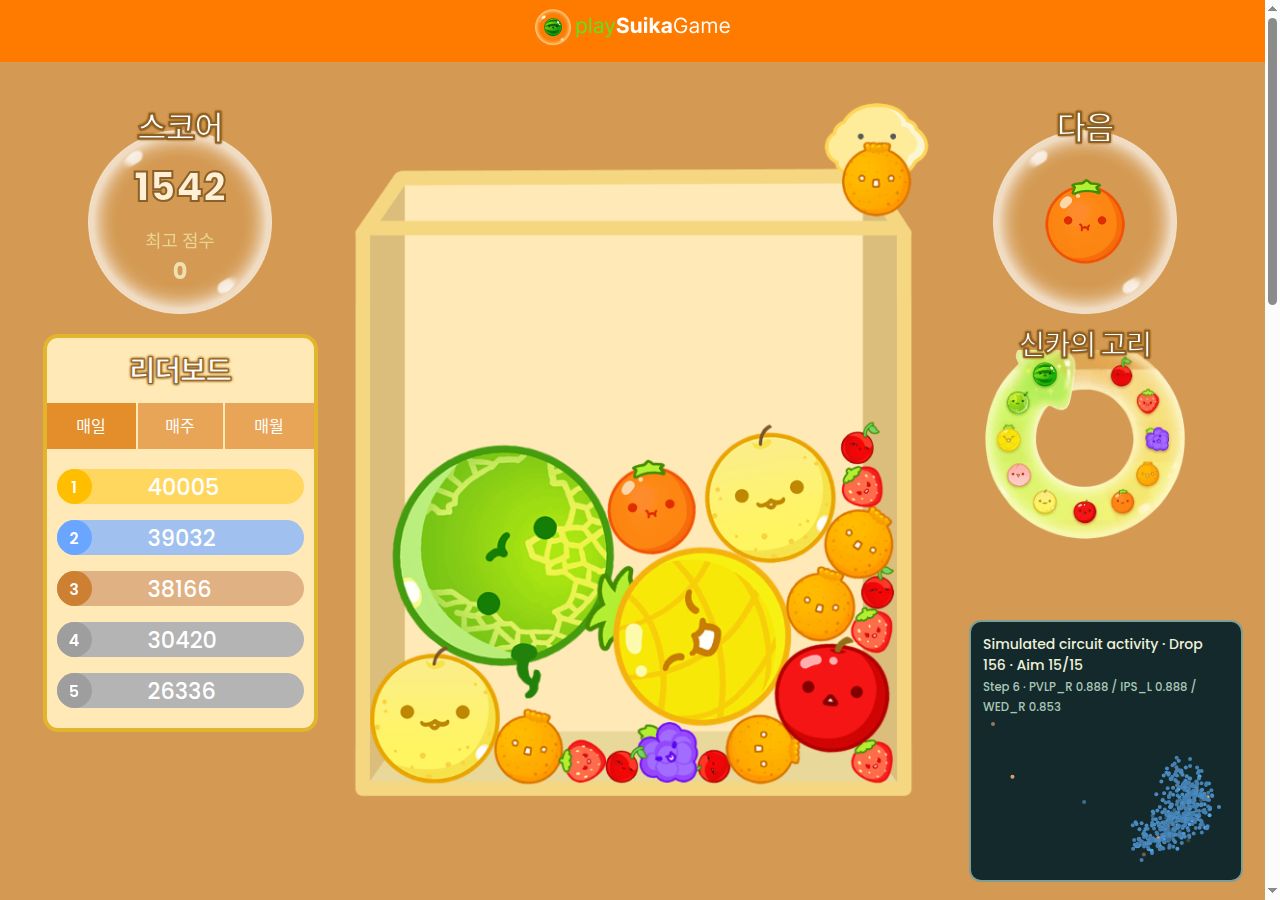 playSuikaGame
스코어
1542
최고 점수
0
다음
리더보드
매일 매주 매월
1 40005
2 39032
3 38166
4 30420
5 26336
신카의 고리
Simulated circuit activity · Drop
156 · Aim 15/15
Step 6 · PVLP_R 0.888 / IPS_L 0.888 /
WED_R 0.853